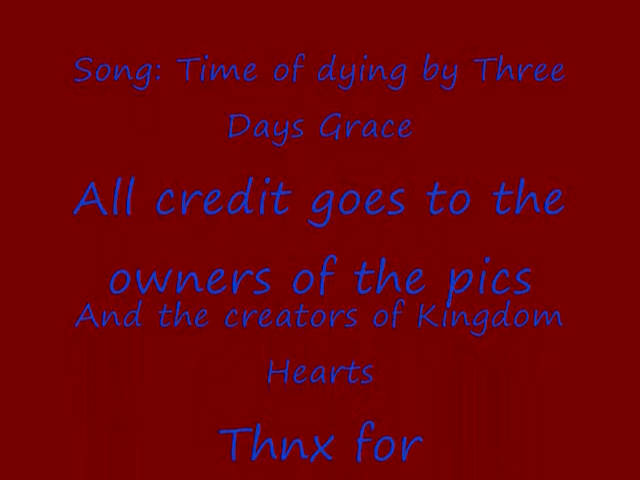 Song: Time of dying by Three
Days Grace
All credit goes to the
owners of the pics
And the creators of Kingdom
Hearts
Thnx for